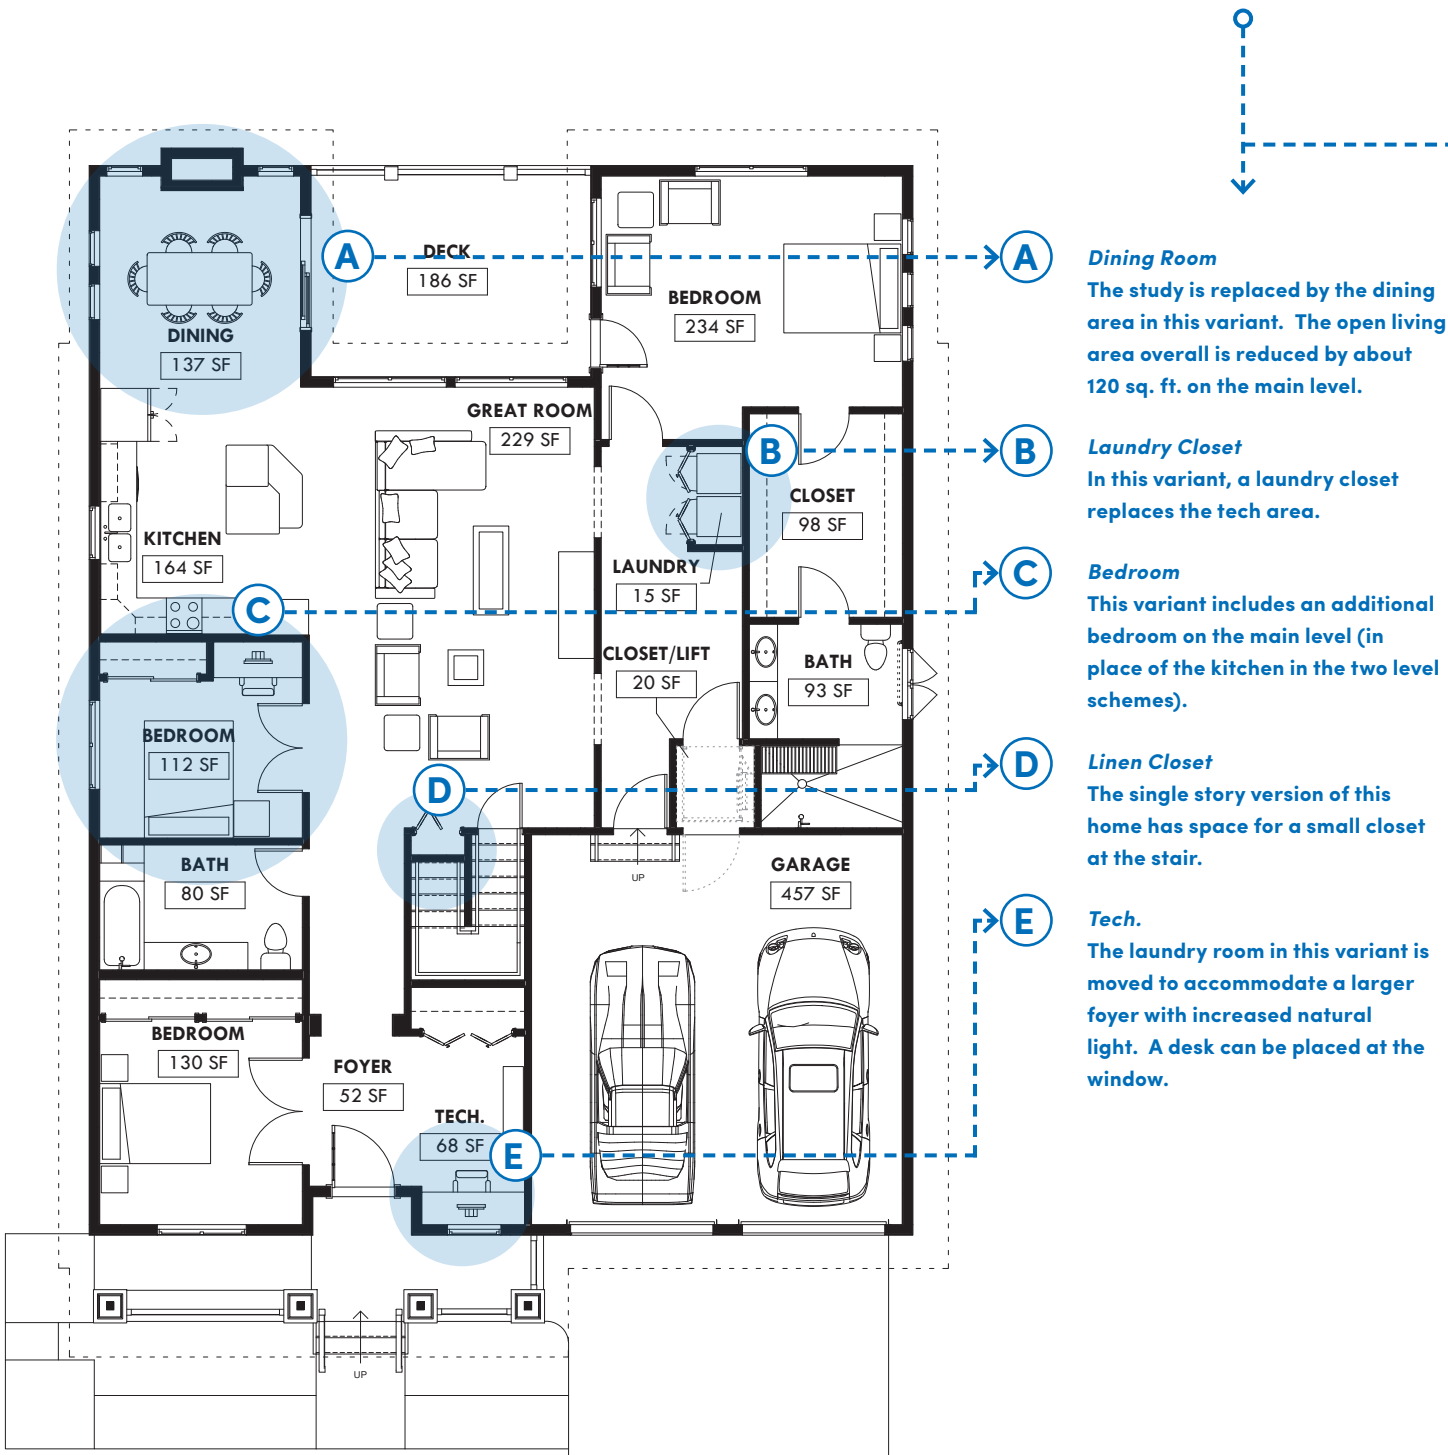 A
DECK
186 SF
BEDROOM
234 SF
DINING
137 SF
GREAT ROOM
229 SF
B
CLOSET
98 SF
KITCHEN
164 SF
LAUNDRY
15 SF
C
CLOSET/LIFT
20 SF
BATH
93 SF
BEDROOM
112 SF
D
BATH
80 SF
UP
GARAGE
457 SF
BEDROOM
130 SF
FOYER
52 SF
TECH.
68 SF
E
UP
A
Dining Room
The study is replaced by the dining
area in this variant. The open living
area overall is reduced by about
120 sq. ft. on the main level.
B
Laundry Closet
In this variant, a laundry closet
replaces the tech area.
C
Bedroom
This variant includes an additional
bedroom on the main level (in
place of the kitchen in the two level
schemes).
D
Linen Closet
The single story version of this
home has space for a small closet
at the stair.
E
Tech.
The laundry room in this variant is
moved to accommodate a larger
foyer with increased natural
light. A desk can be placed at the
window.